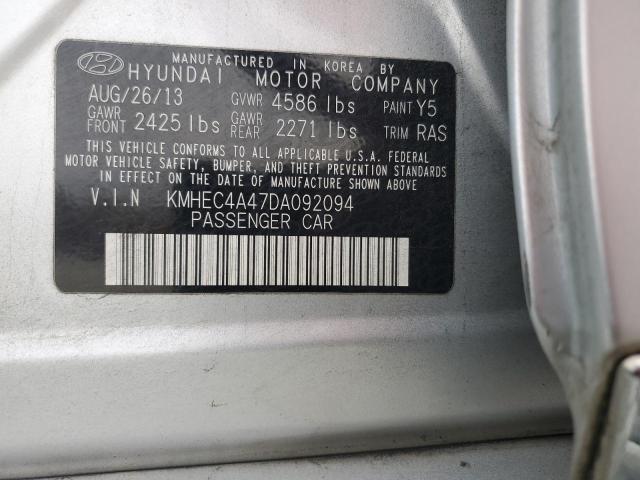 MANUFACTURED IN KOREA BY
HYUNDAI MOTOR COMPANY
AUG/26/13 GVWR 4586 lbs PAINT Y5
GAWR FRONT 2425 lbs GAWR REAR 2271 lbs TRIM RAS
THIS VEHICLE CONFORMS TO ALL APPLICABLE U.S.A. FEDERAL
MOTOR VEHICLE SAFETY, BUMPER, AND THEFT PREVENTION STANDARDS
IN EFFECT ON THE DATE OF MANUFACTURE SHOWN ABOVE.
V.I.N KMHEC4A47DA092094
PASSENGER CAR